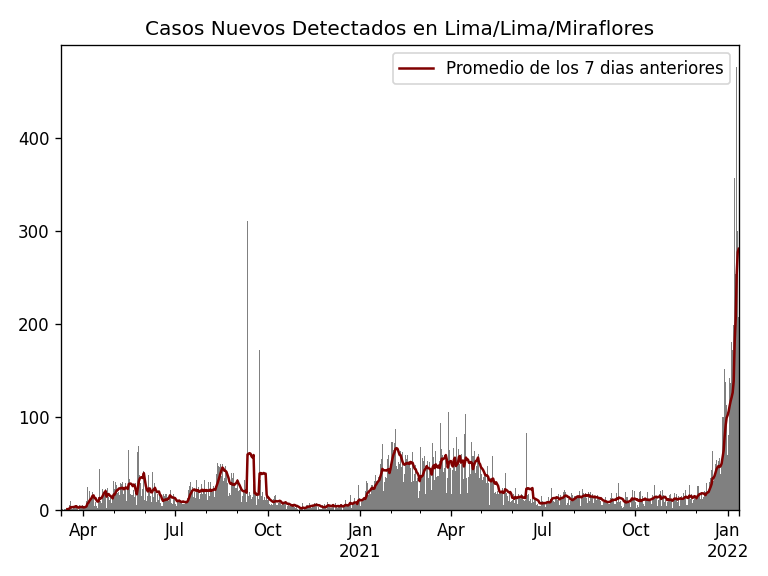 Casos Nuevos Detectados en Lima/Lima/Miraflores
Promedio de los 7 dias anteriores
400
300
200
100
0
Apr Jul Oct Jan Apr Jul Oct Jan
2021 2022